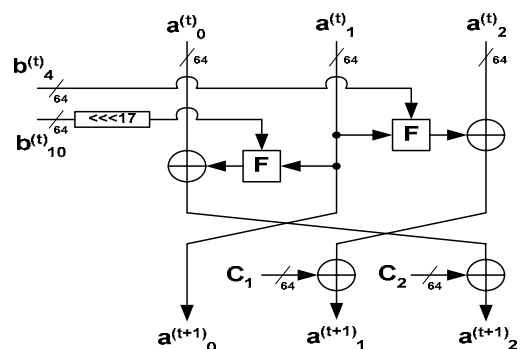 a(t)0 a(t)1 a(t)2
64 64 64
b(t)4
64
b(t)10
64
<<<17
F
F
C1
64
C2
64
a(t+1)0 a(t+1)1 a(t+1)2